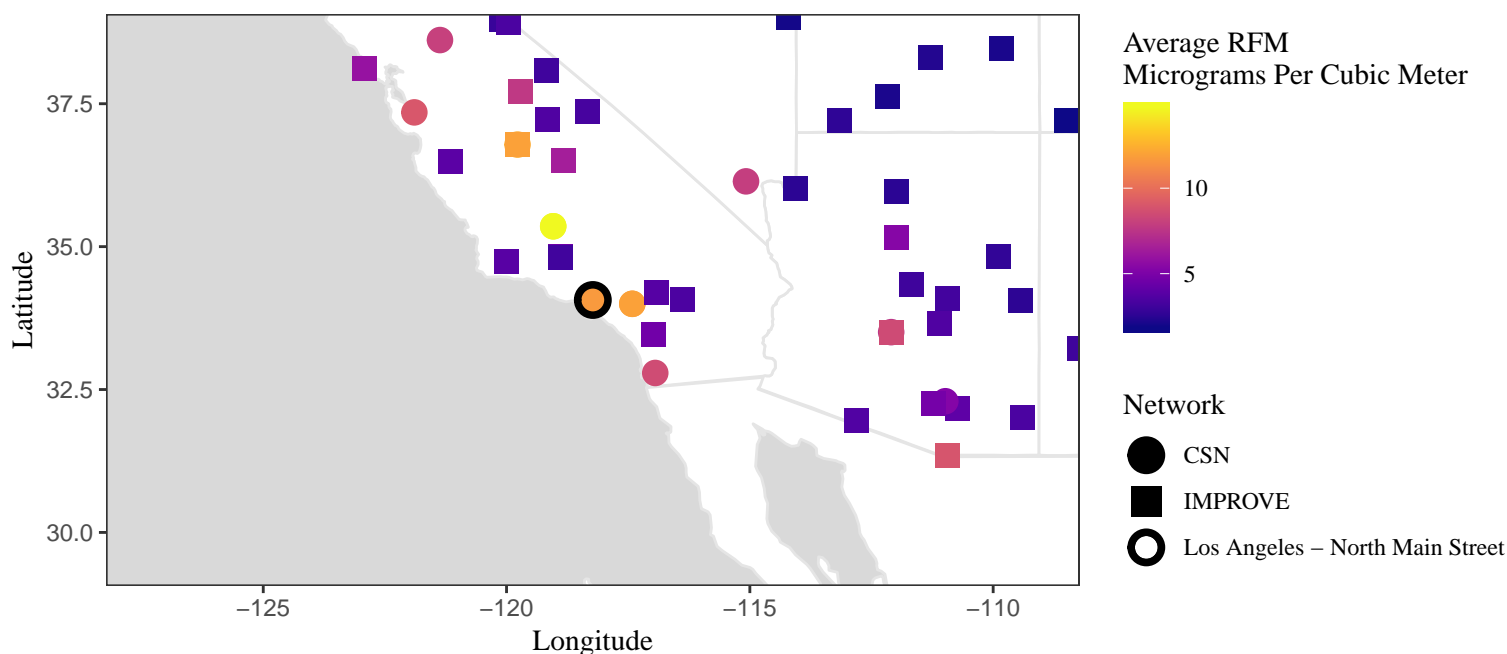 Average RFM
Micrograms Per Cubic Meter
10
5
Network
CSN
IMPROVE
Los Angeles − North Main Street
Latitude
37.5
35.0
32.5
30.0
−125
−120
−115
−110
Longitude